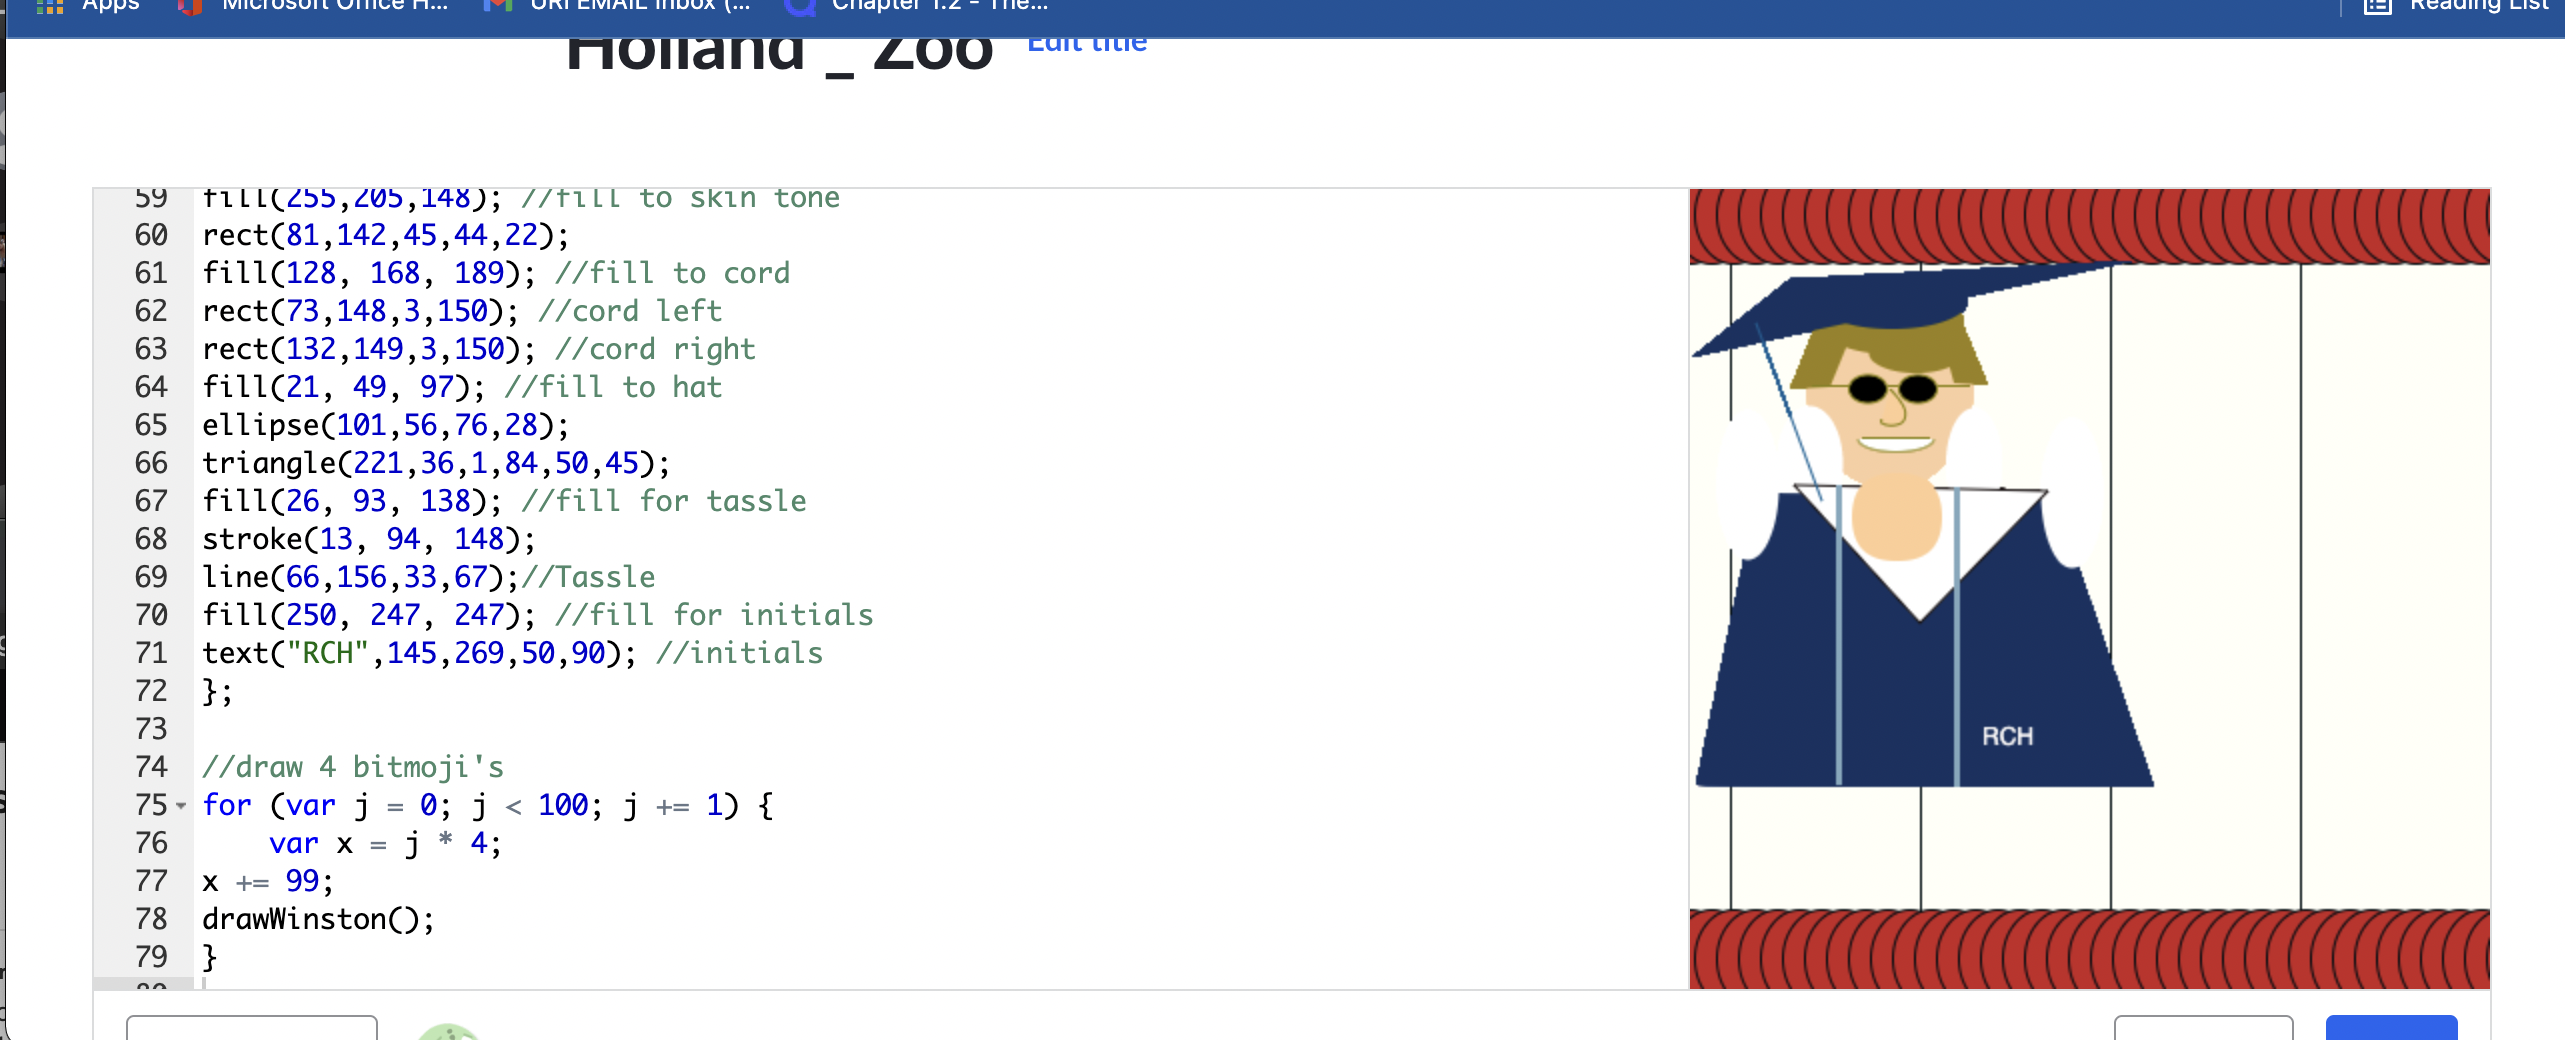 Apps Microsoft Office H... URI EMAIL Inbox (... Chapter 1.2 - The... Reading List
Holland _ Zoo Edit title
59 fill(255,205,148); //fill to skin tone
60 rect(81,142,45,44,22);
61 fill(128, 168, 189); //fill to cord
62 rect(73,148,3,150); //cord left
63 rect(132,149,3,150); //cord right
64 fill(21, 49, 97); //fill to hat
65 ellipse(101,56,76,28);
66 triangle(221,36,1,84,50,45);
67 fill(26, 93, 138); //fill for tassle
68 stroke(13, 94, 148);
69 line(66,156,33,67);//Tassle
70 fill(250, 247, 247); //fill for initials
71 text("RCH",145,269,50,90); //initials
72 };
73
74 //draw 4 bitmoji's
75 for (var j = 0; j < 100; j += 1) {
76 var x = j * 4;
77 x += 99;
78 drawWinston();
79 }
80
RCH